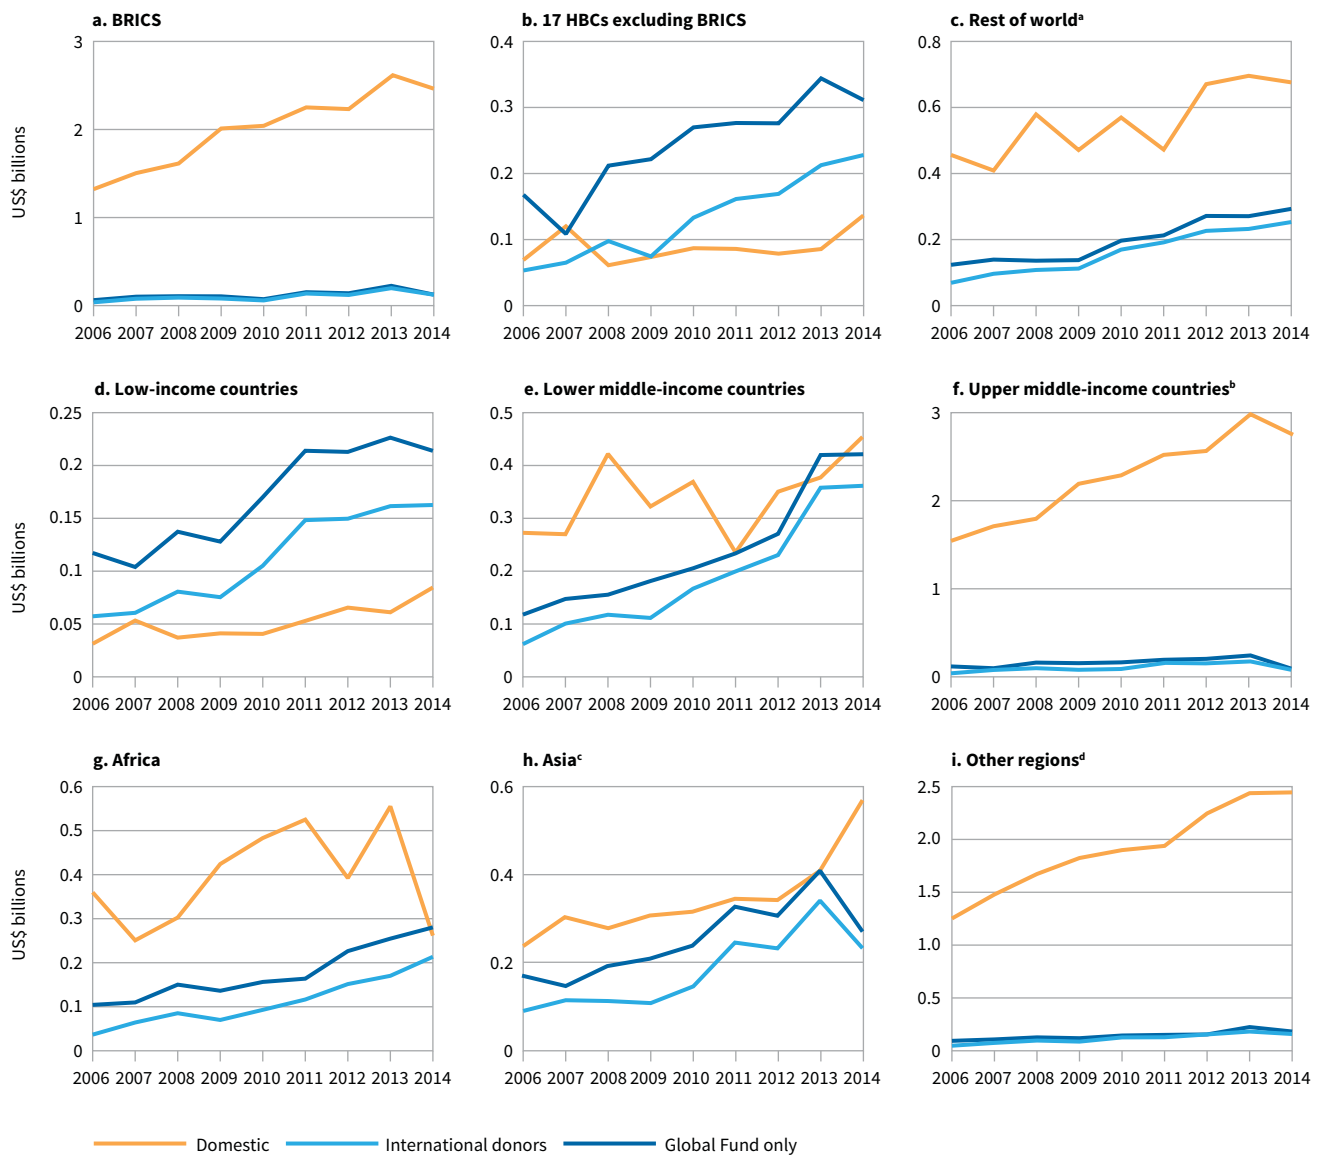 a. BRICS
US$ billions
3
2
1
0
2006 2007 2008 2009 2010 2011 2012 2013 2014
b. 17 HBCs excluding BRICS
0.4
0.3
0.2
0.1
0
2006 2007 2008 2009 2010 2011 2012 2013 2014
c. Rest of worldᵃ
0.8
0.6
0.4
0.2
0
2006 2007 2008 2009 2010 2011 2012 2013 2014
d. Low-income countries
US$ billions
0.25
0.2
0.15
0.1
0.05
0
2006 2007 2008 2009 2010 2011 2012 2013 2014
e. Lower middle-income countries
0.5
0.4
0.3
0.2
0.1
0
2006 2007 2008 2009 2010 2011 2012 2013 2014
f. Upper middle-income countriesᵇ
3
2
1
0
2006 2007 2008 2009 2010 2011 2012 2013 2014
g. Africa
US$ billions
0.6
0.5
0.4
0.3
0.2
0.1
0
2006 2007 2008 2009 2010 2011 2012 2013 2014
h. Asiaᶜ
0.6
0.4
0.2
0
2006 2007 2008 2009 2010 2011 2012 2013 2014
i. Other regionsᵈ
2.5
2.0
1.5
1.0
0.5
0
2006 2007 2008 2009 2010 2011 2012 2013 2014
Domestic International donors Global Fund only